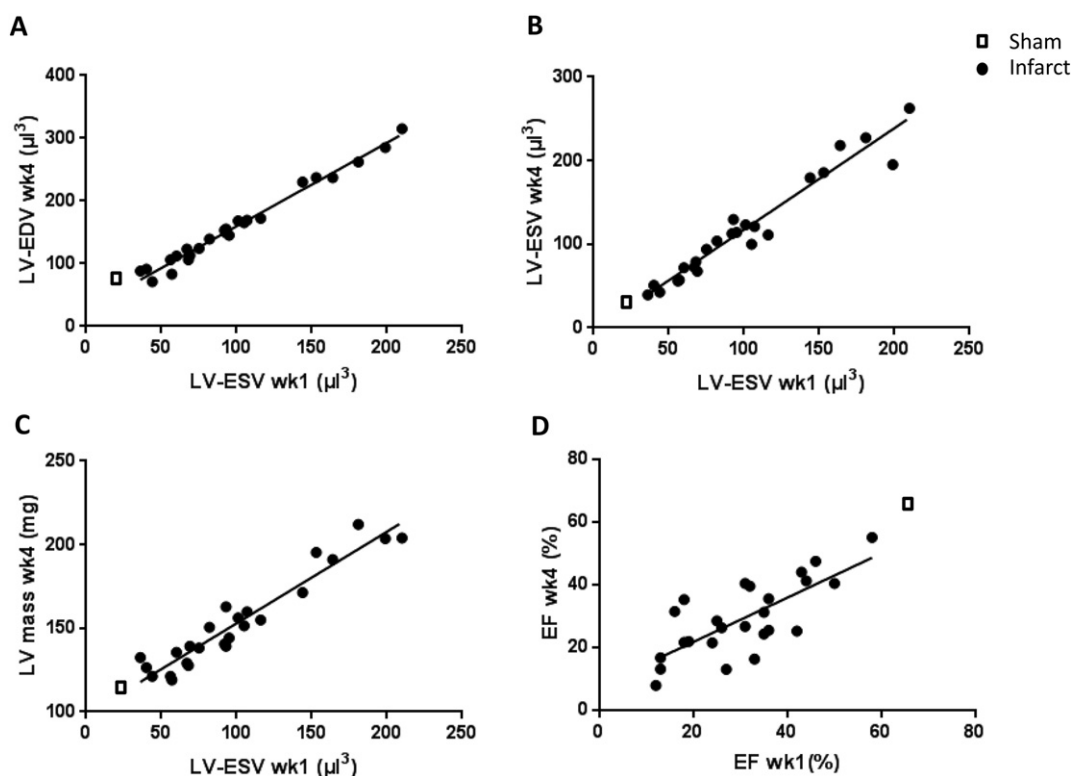 A
B
Sham
Infarct
400
300
200
100
0
LV-EDV wk4 (µl³)
0 50 100 150 200 250
LV-ESV wk1 (µl³)
300
200
100
0
LV-ESV wk4 (µl³)
0 50 100 150 200 250
LV-ESV wk1 (µl³)
C
D
250
200
150
100
LV mass wk4 (mg)
0 50 100 150 200 250
LV-ESV wk1 (µl³)
80
60
40
20
0
EF wk4 (%)
0 20 40 60 80
EF wk1(%)